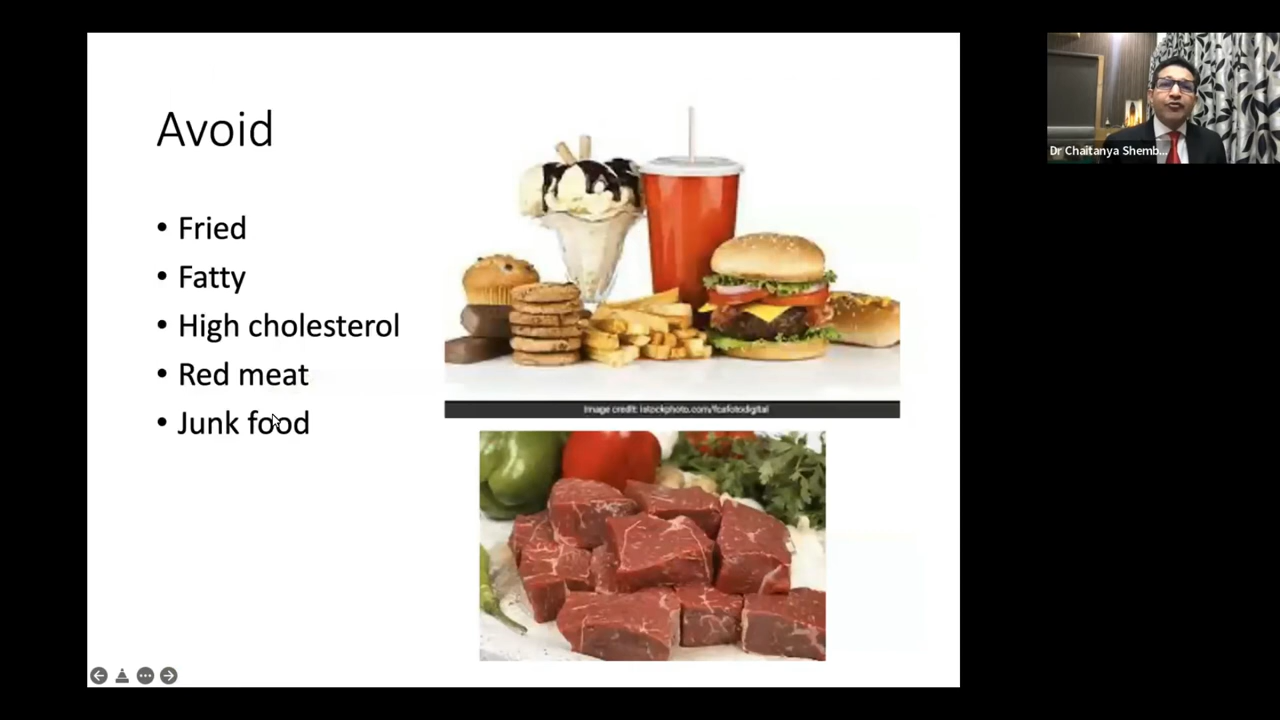 Avoid
• Fried
• Fatty
• High cholesterol
• Red meat
• Junk food
Image credit: istockphoto.com/fcafotodigital
Dr Chaitanya Shemb...